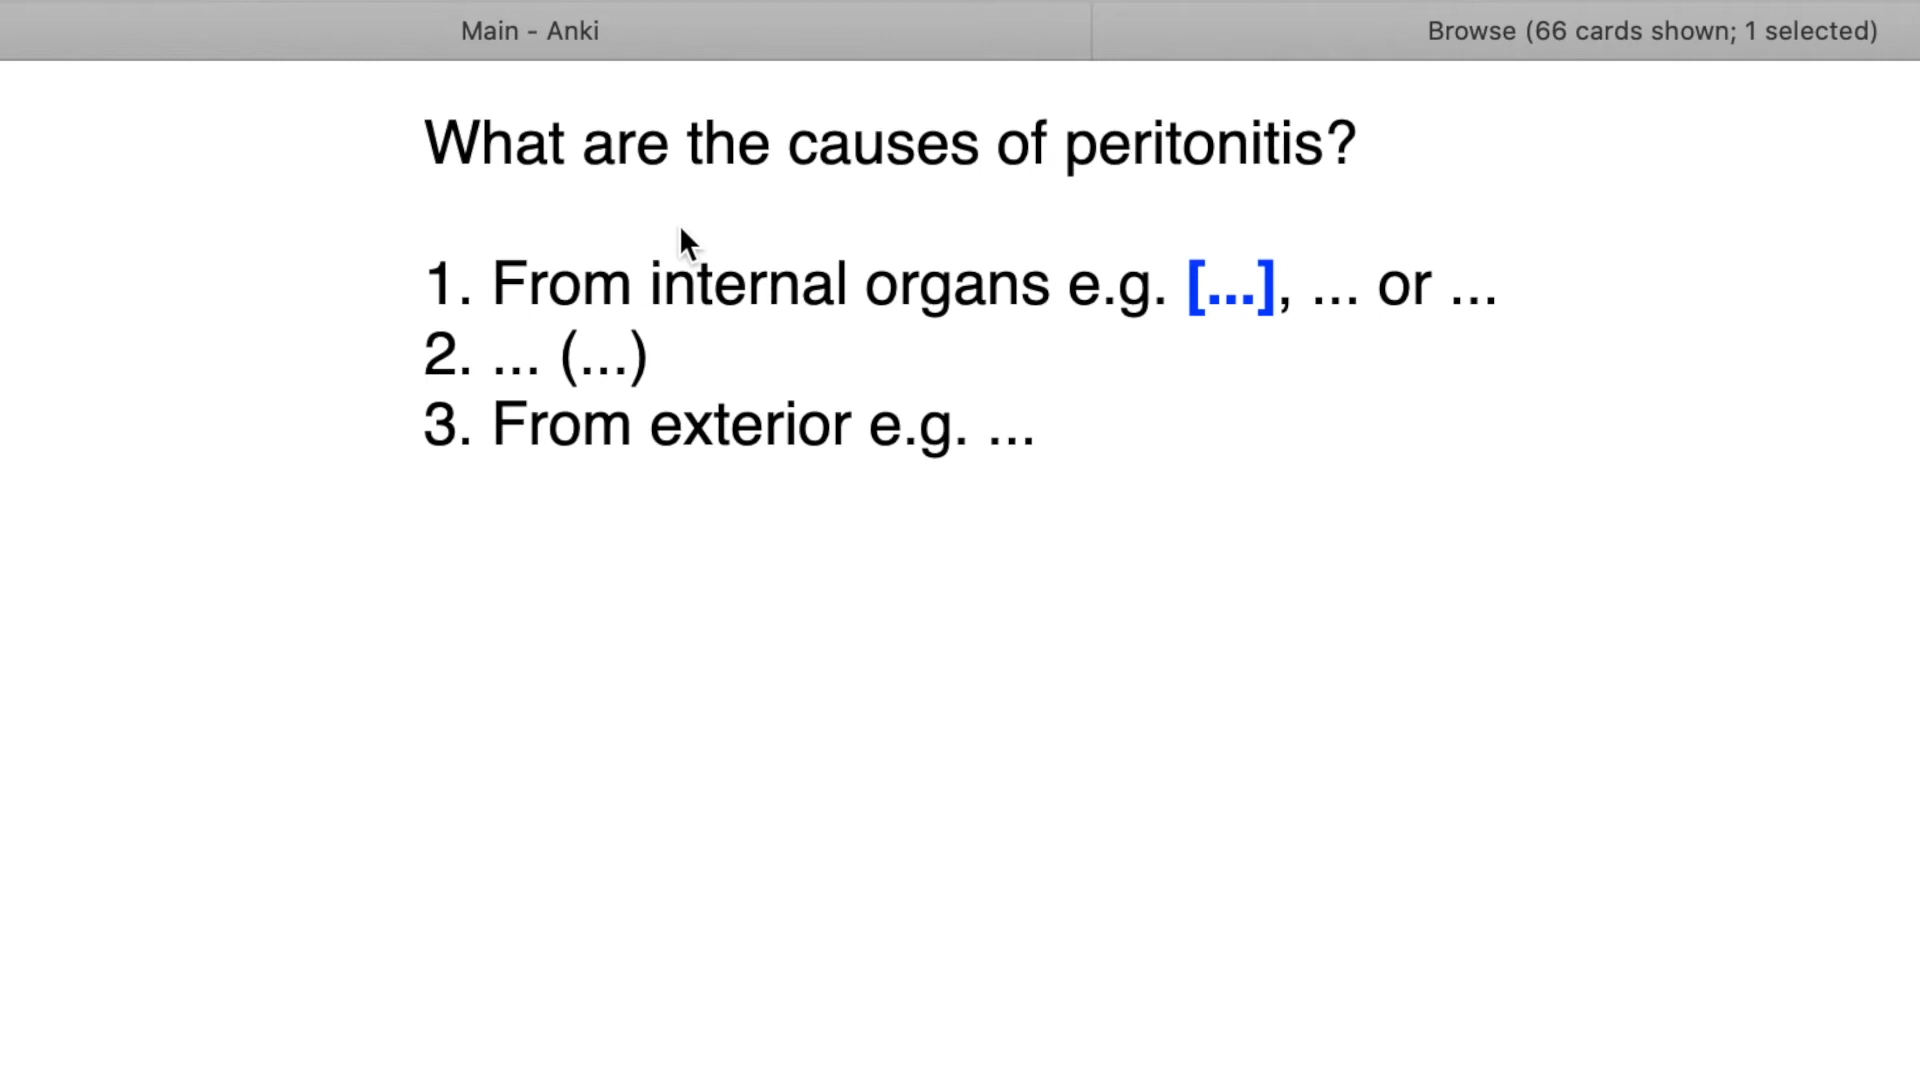 Main - Anki
Browse (66 cards shown; 1 selected)
What are the causes of peritonitis?
1. From internal organs e.g. [...], ... or ...
2. ... (...)
3. From exterior e.g. ...